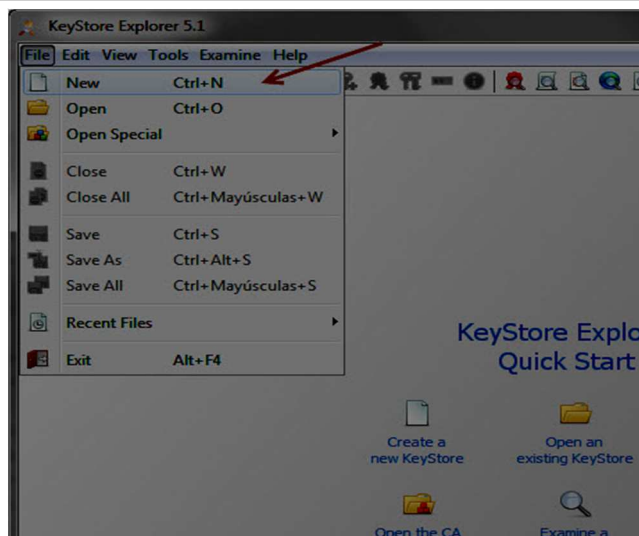 KeyStore Explorer 5.1
File Edit View Tools Examine Help
New Ctrl+N
Open Ctrl+O
Open Special
Close Ctrl+W
Close All Ctrl+Mayúsculas+W
Save Ctrl+S
Save As Ctrl+Alt+S
Save All Ctrl+Mayúsculas+S
Recent Files
Exit Alt+F4
KeyStore Explo
Quick Start
Create a
new KeyStore
Open an
existing KeyStore
Open the CA
Examine a